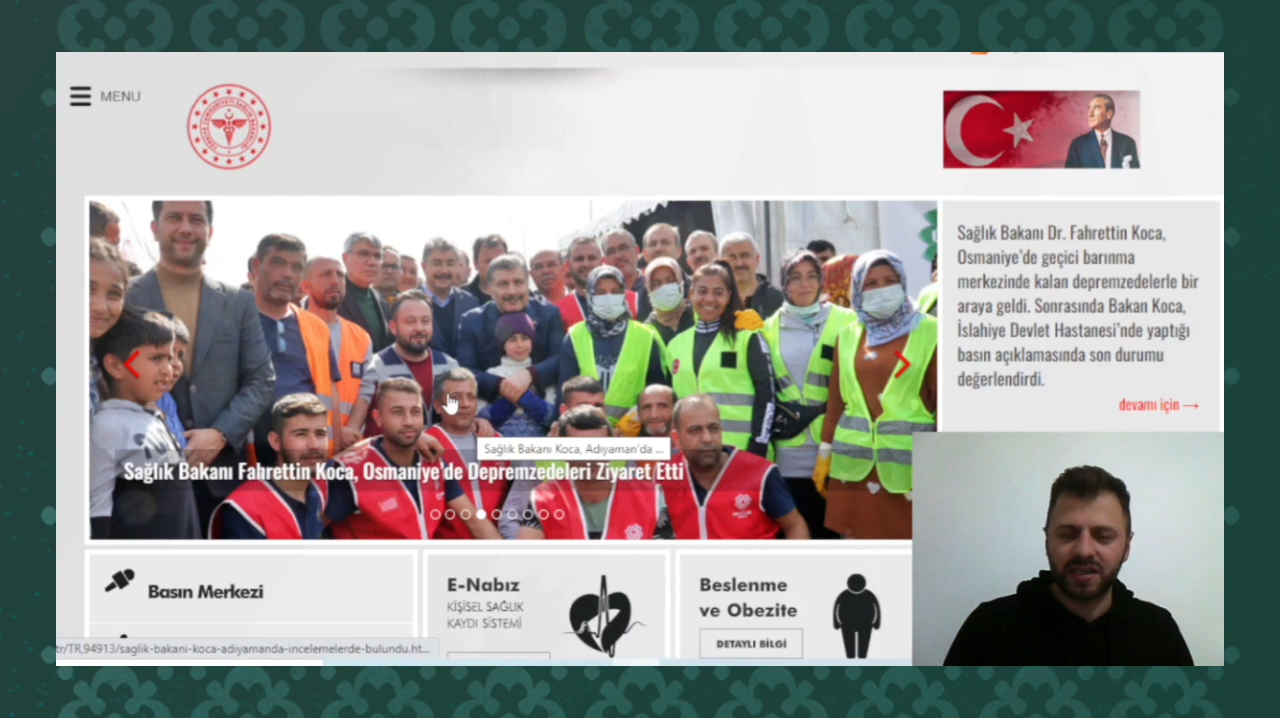 MENU
Sağlık Bakanı Dr. Fahrettin Koca,
Osmaniye'de geçici barınma
merkezinde kalan depremzedelerle bir
araya geldi. Sonrasında Bakan Koca,
İslahiye Devlet Hastanesi'nde yaptığı
basın açıklamasında son durumu
değerlendirdi.
devamı için →
Sağlık Bakanı Koca, Adıyaman'da ...
Sağlık Bakanı Fahrettin Koca, Osmaniye'de Depremzedeleri Ziyaret Etti
Basın Merkezi
E-Nabız
KİŞİSEL SAĞLIK
KAYDI SİSTEMİ
Beslenme
ve Obezite
DETAYLI BİLGİ
tr/TR,94913/saglik-bakani-koca-adiyamanda-incelemelerde-bulundu.ht...